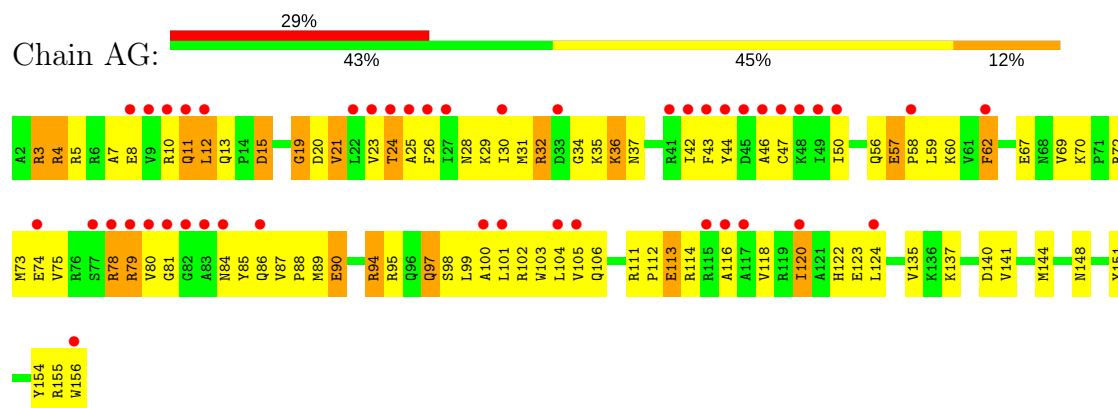 29%
Chain AG:
43% 45% 12%
A2 R3 R4 R5 R6 A7 E8 V9 R10 Q11 L12 Q13 P14 D15 G19 D20 V21 L22 V23 T24 A25 F26 I27 N28 K29 I30 M31 R32 D33 G34 K35 K36 N37 R41 I42 F43 Y44 D45 A46 C47 K48 I49 I50 Q56 E57 P58 L59 K60 V61 F62 E67 N68 V69 K70 P71
M73 E74 V75 R76 S77 R78 R79 V80 G81 G82 A83 N84 Y85 Q86 V87 P88 M89 E90 R94 R95 Q96 Q97 S98 L99 A100 L101 R102 W103 L104 V105 Q106 R111 P112 E113 R114 R115 A116 A117 V118 R119 I120 A121 H122 E123 L124 V135 K136 K137 D140 V141 M144 N148
Y154 R155 W156